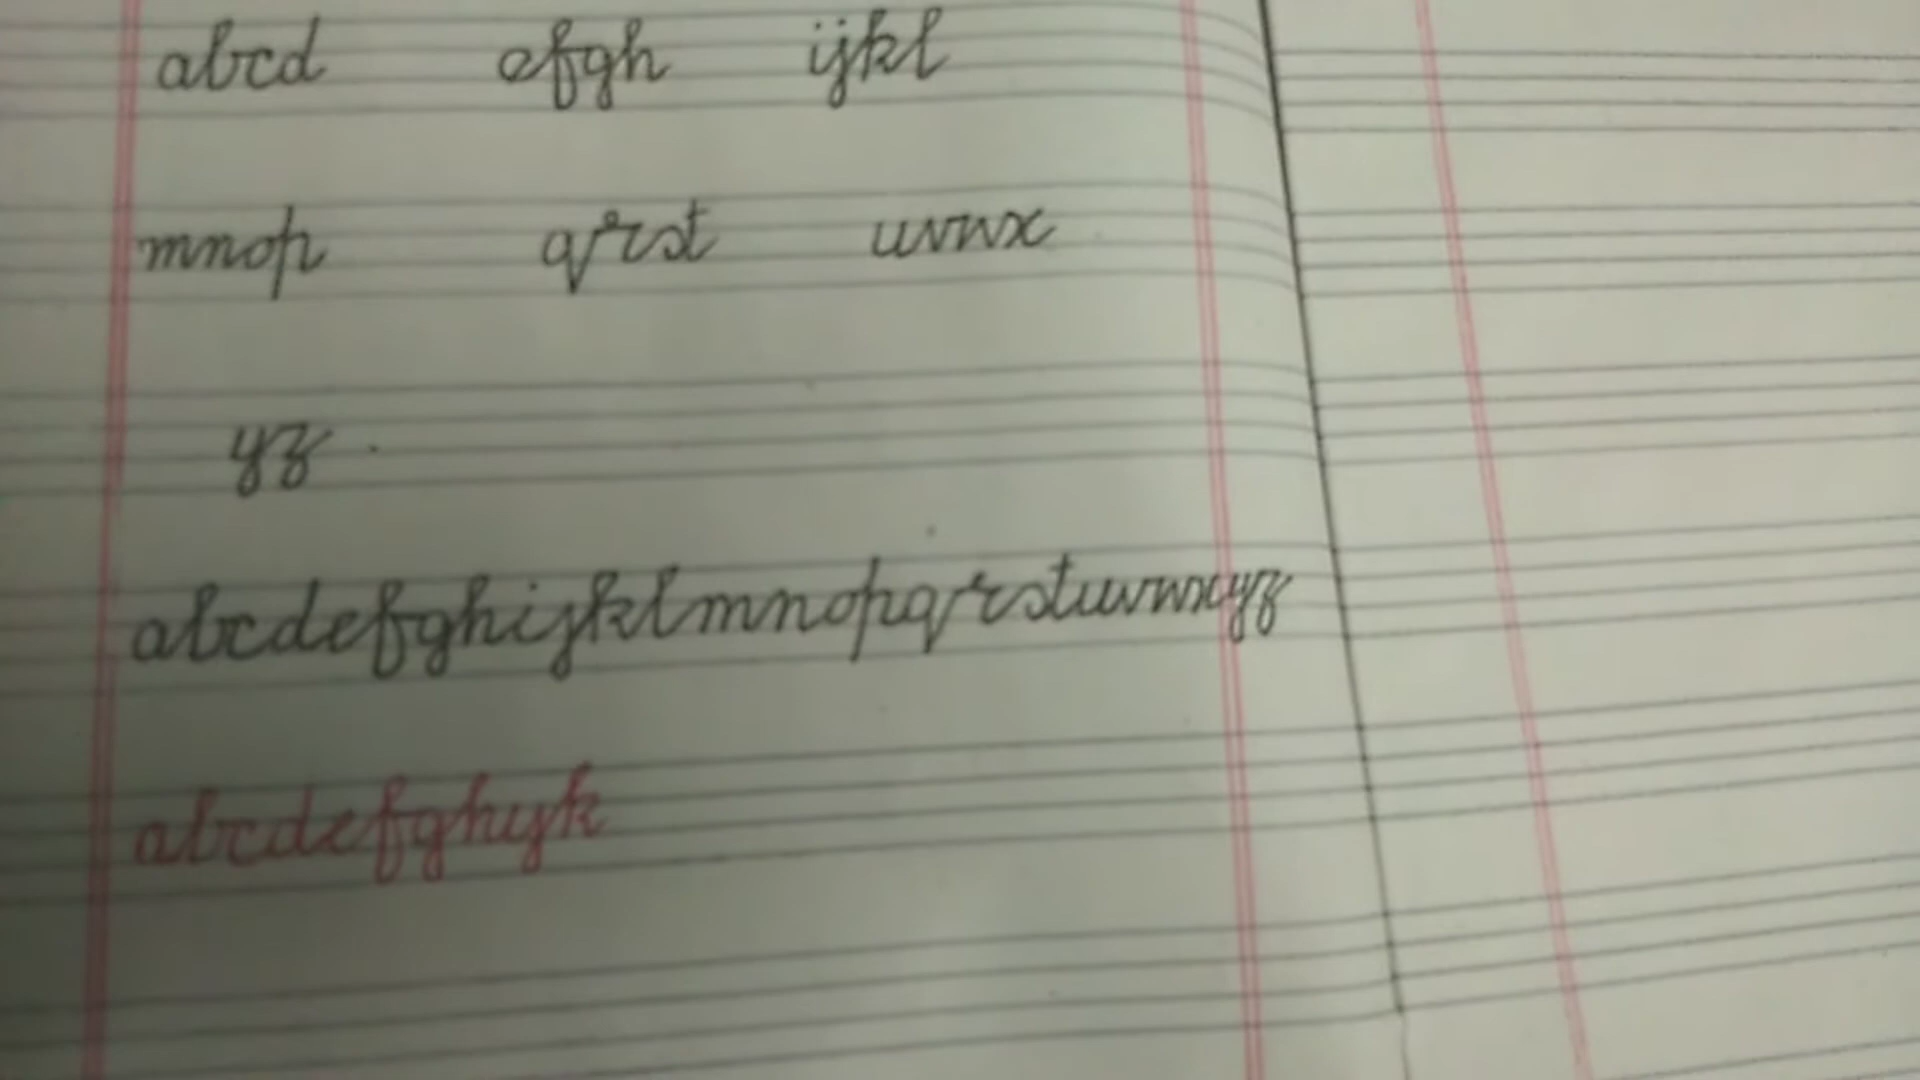 abcd efgh ijkl
mnop qrst uvwx
yz
abcdefghijklmnopqrstuvwxyz
abcdefghijk